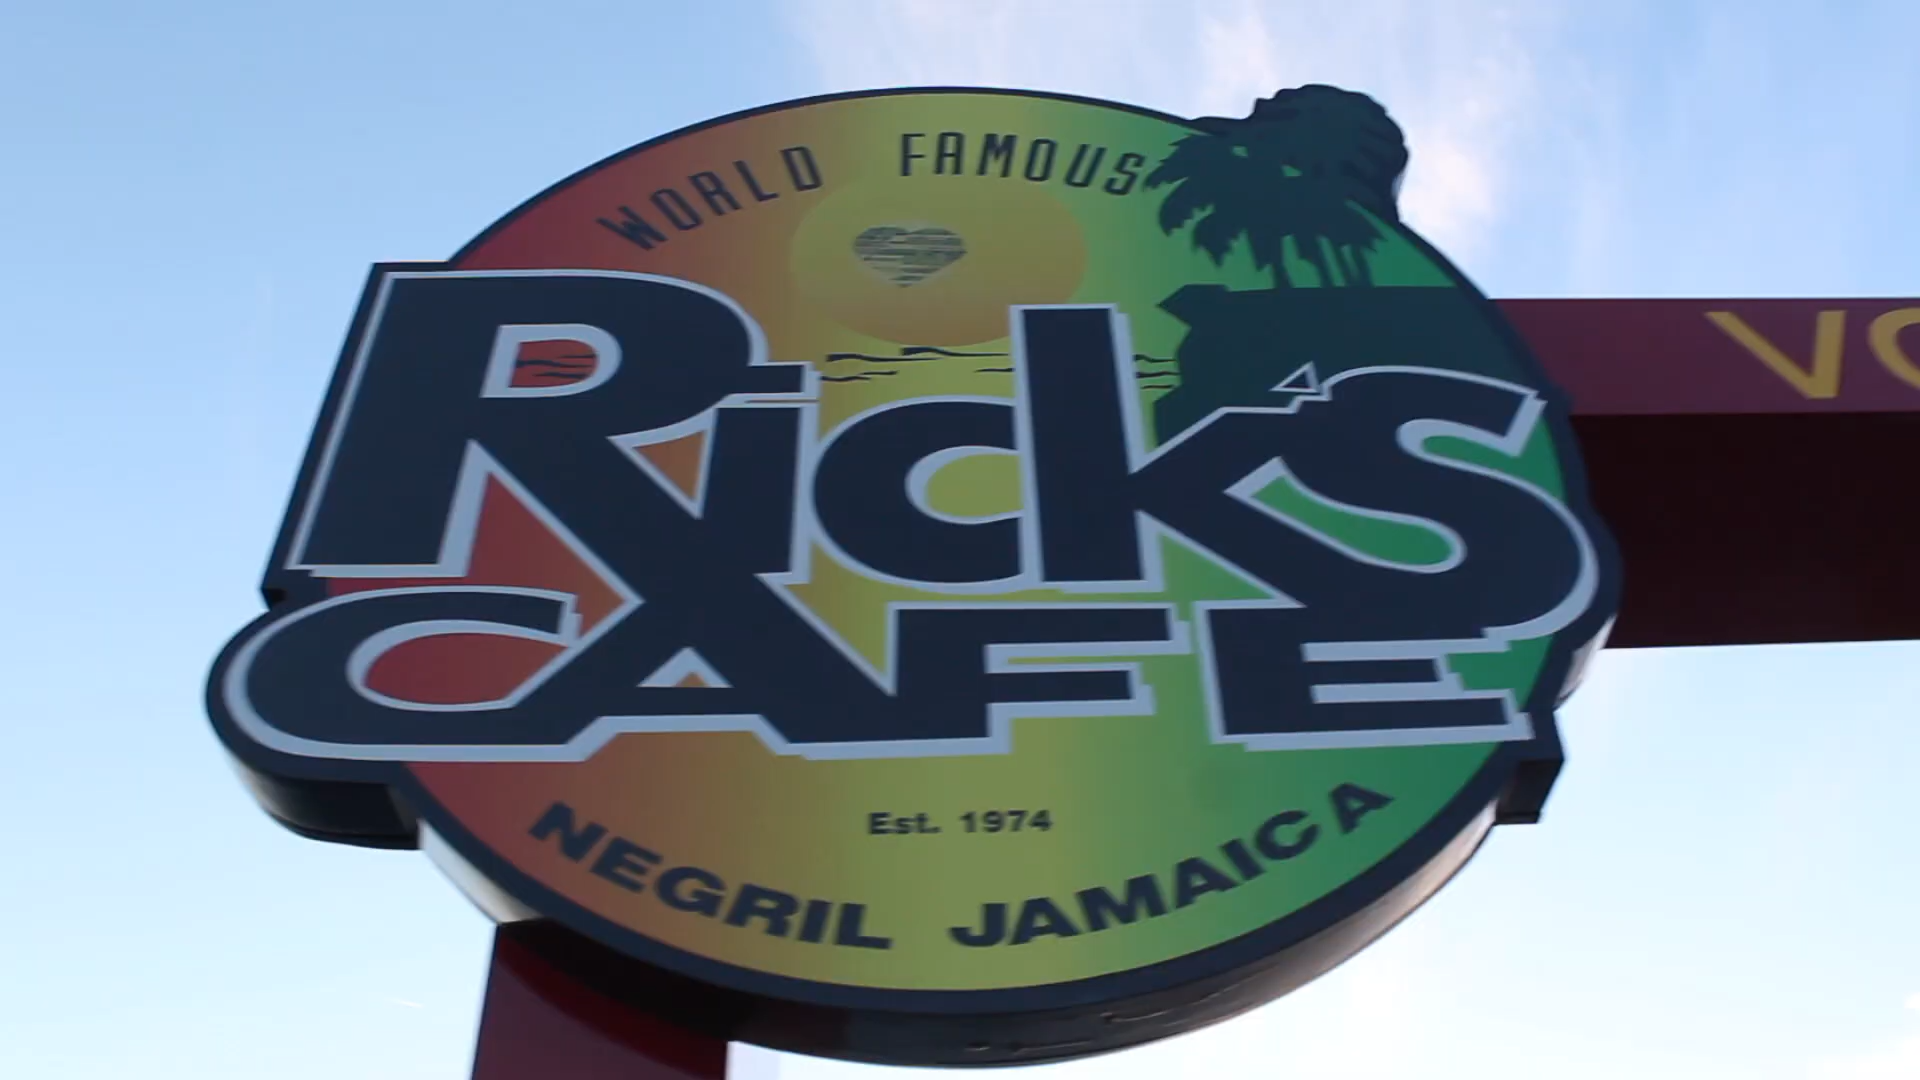 WORLD FAMOUS
RICK'S
CAFE
Est. 1974
NEGRIL JAMAICA